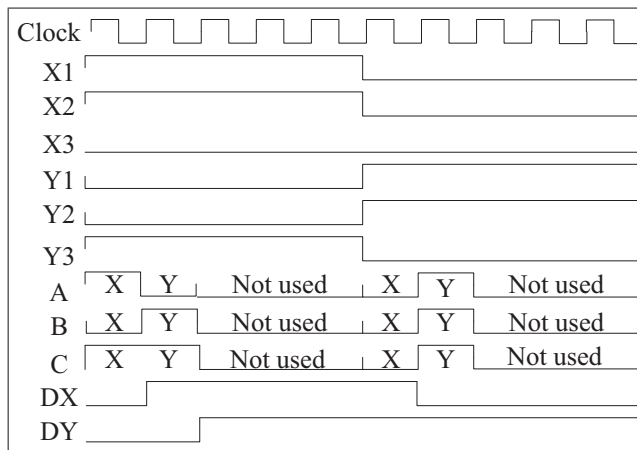 Clock
X1
X2
X3
Y1
Y2
Y3
A X Y Not used X Y Not used
B X Y Not used X Y Not used
C X Y Not used X Y Not used
DX
DY